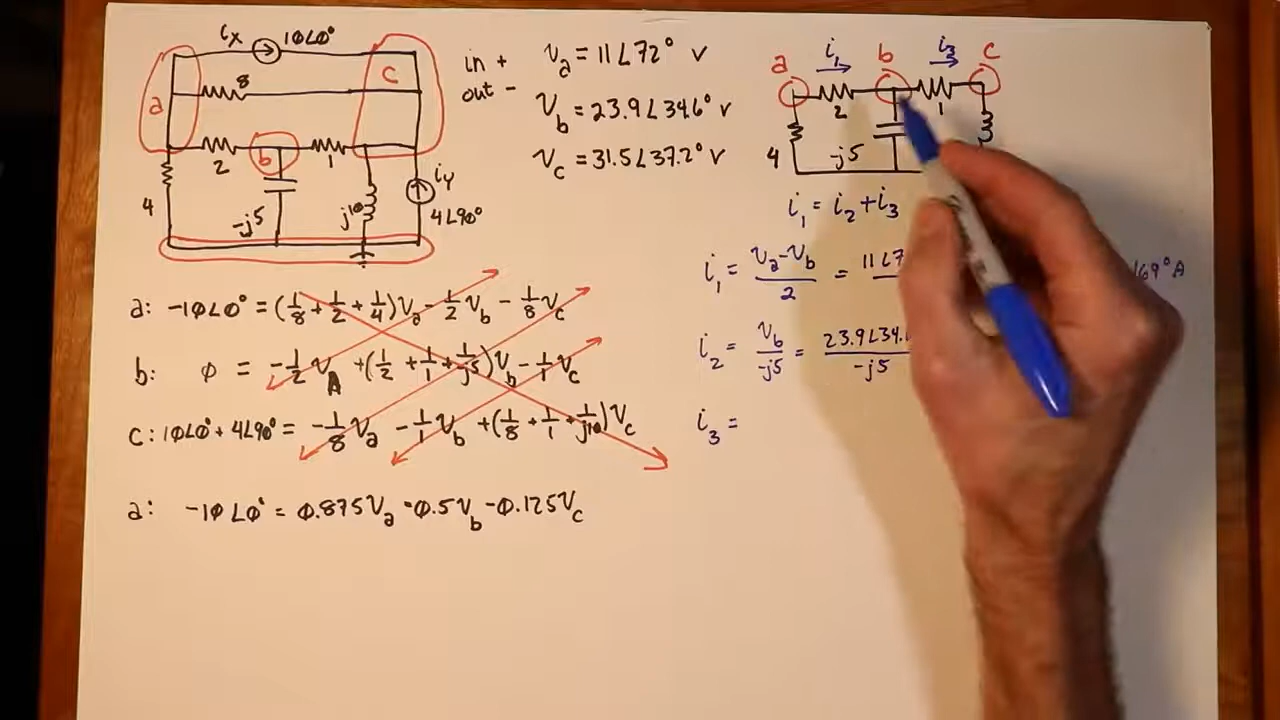 ix 10∠0°
8
a
c
2
b
1
4
-j5
j10
iy
4∠90°
in +
out -
Va = 11∠72° v
Vb = 23.9∠34.6° v
Vc = 31.5∠37.2° v
a i1 b i3 c
2 1
4 -j5
i1 = i2 + i3
i1 = Va-Vb/2 = 11∠7 169° A
i2 = Vb/-j5 = 23.9∠34. /-j5
i3 =
a: -10∠0° = (1/8 + 1/2 + 1/4)Va - 1/2 Vb - 1/8 Vc
b: 0 = -1/2 VA + (1/2 + 1/1 + 1/-j5)Vb - 1/1 Vc
c: 10∠0° + 4∠90° = -1/8 Va - 1/1 Vb + (1/8 + 1/1 + 1/j10)Vc
a: -10∠0° = 0.875Va - 0.5Vb - 0.125Vc